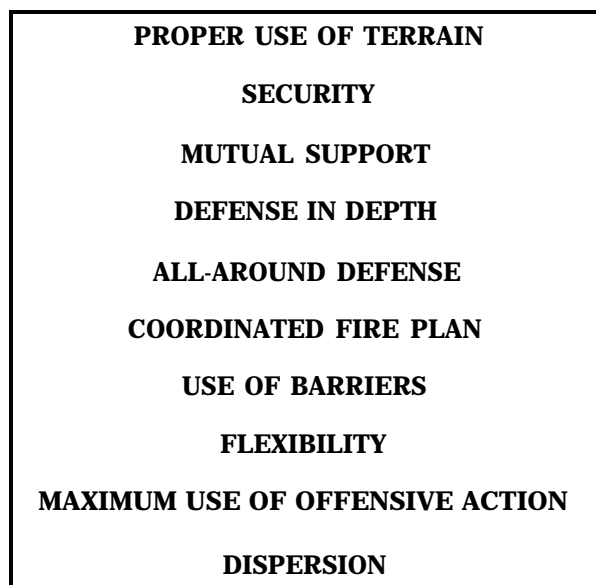 PROPER USE OF TERRAIN
SECURITY
MUTUAL SUPPORT
DEFENSE IN DEPTH
ALL-AROUND DEFENSE
COORDINATED FIRE PLAN
USE OF BARRIERS
FLEXIBILITY
MAXIMUM USE OF OFFENSIVE ACTION
DISPERSION